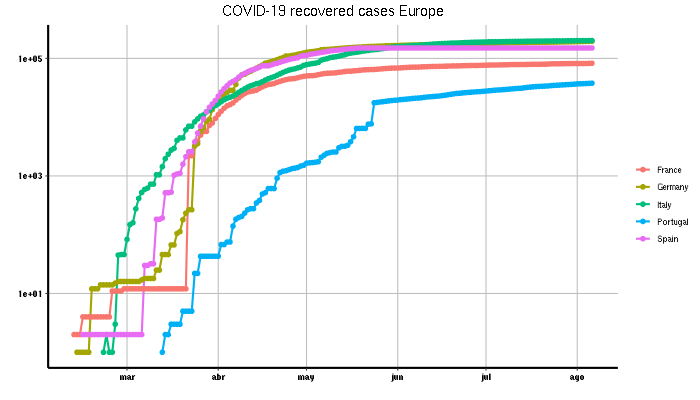 COVID-19 recovered cases Europe
1e+05
1e+03
1e+01
mar
abr
may
jun
jul
ago
France
Germany
Italy
Portugal
Spain